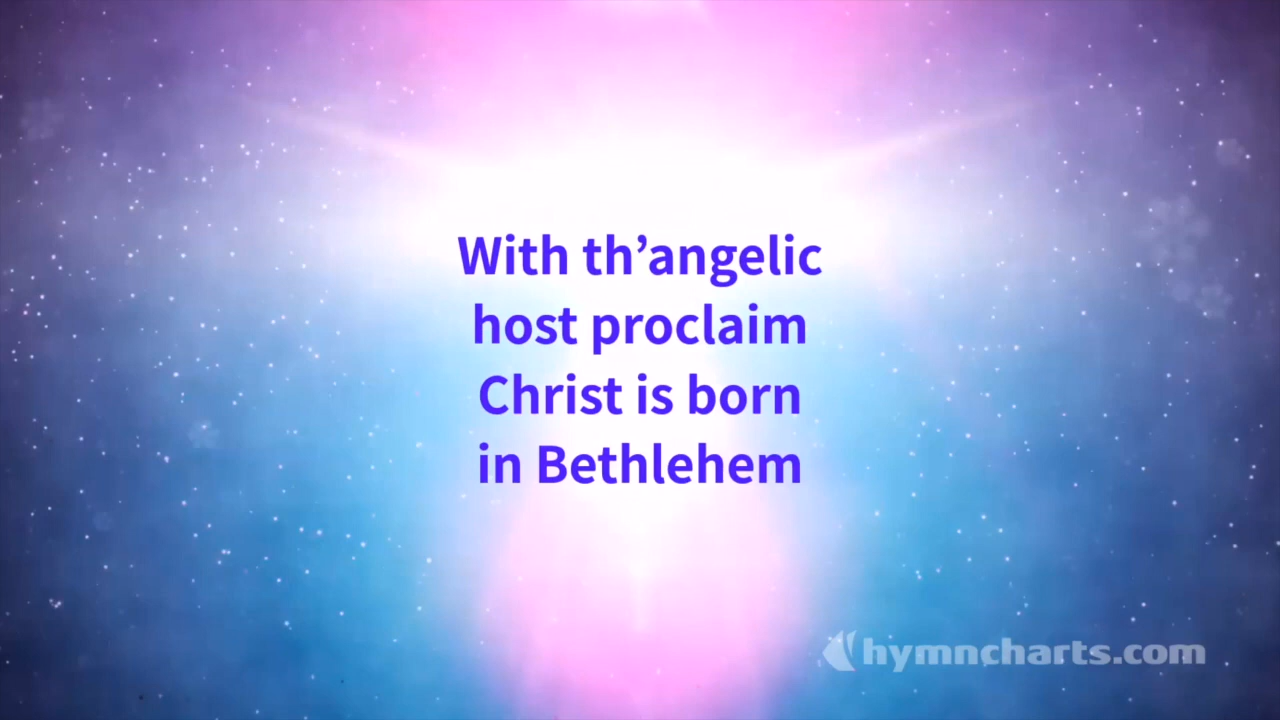 With th’angelic
host proclaim
Christ is born
in Bethlehem
hymncharts.com